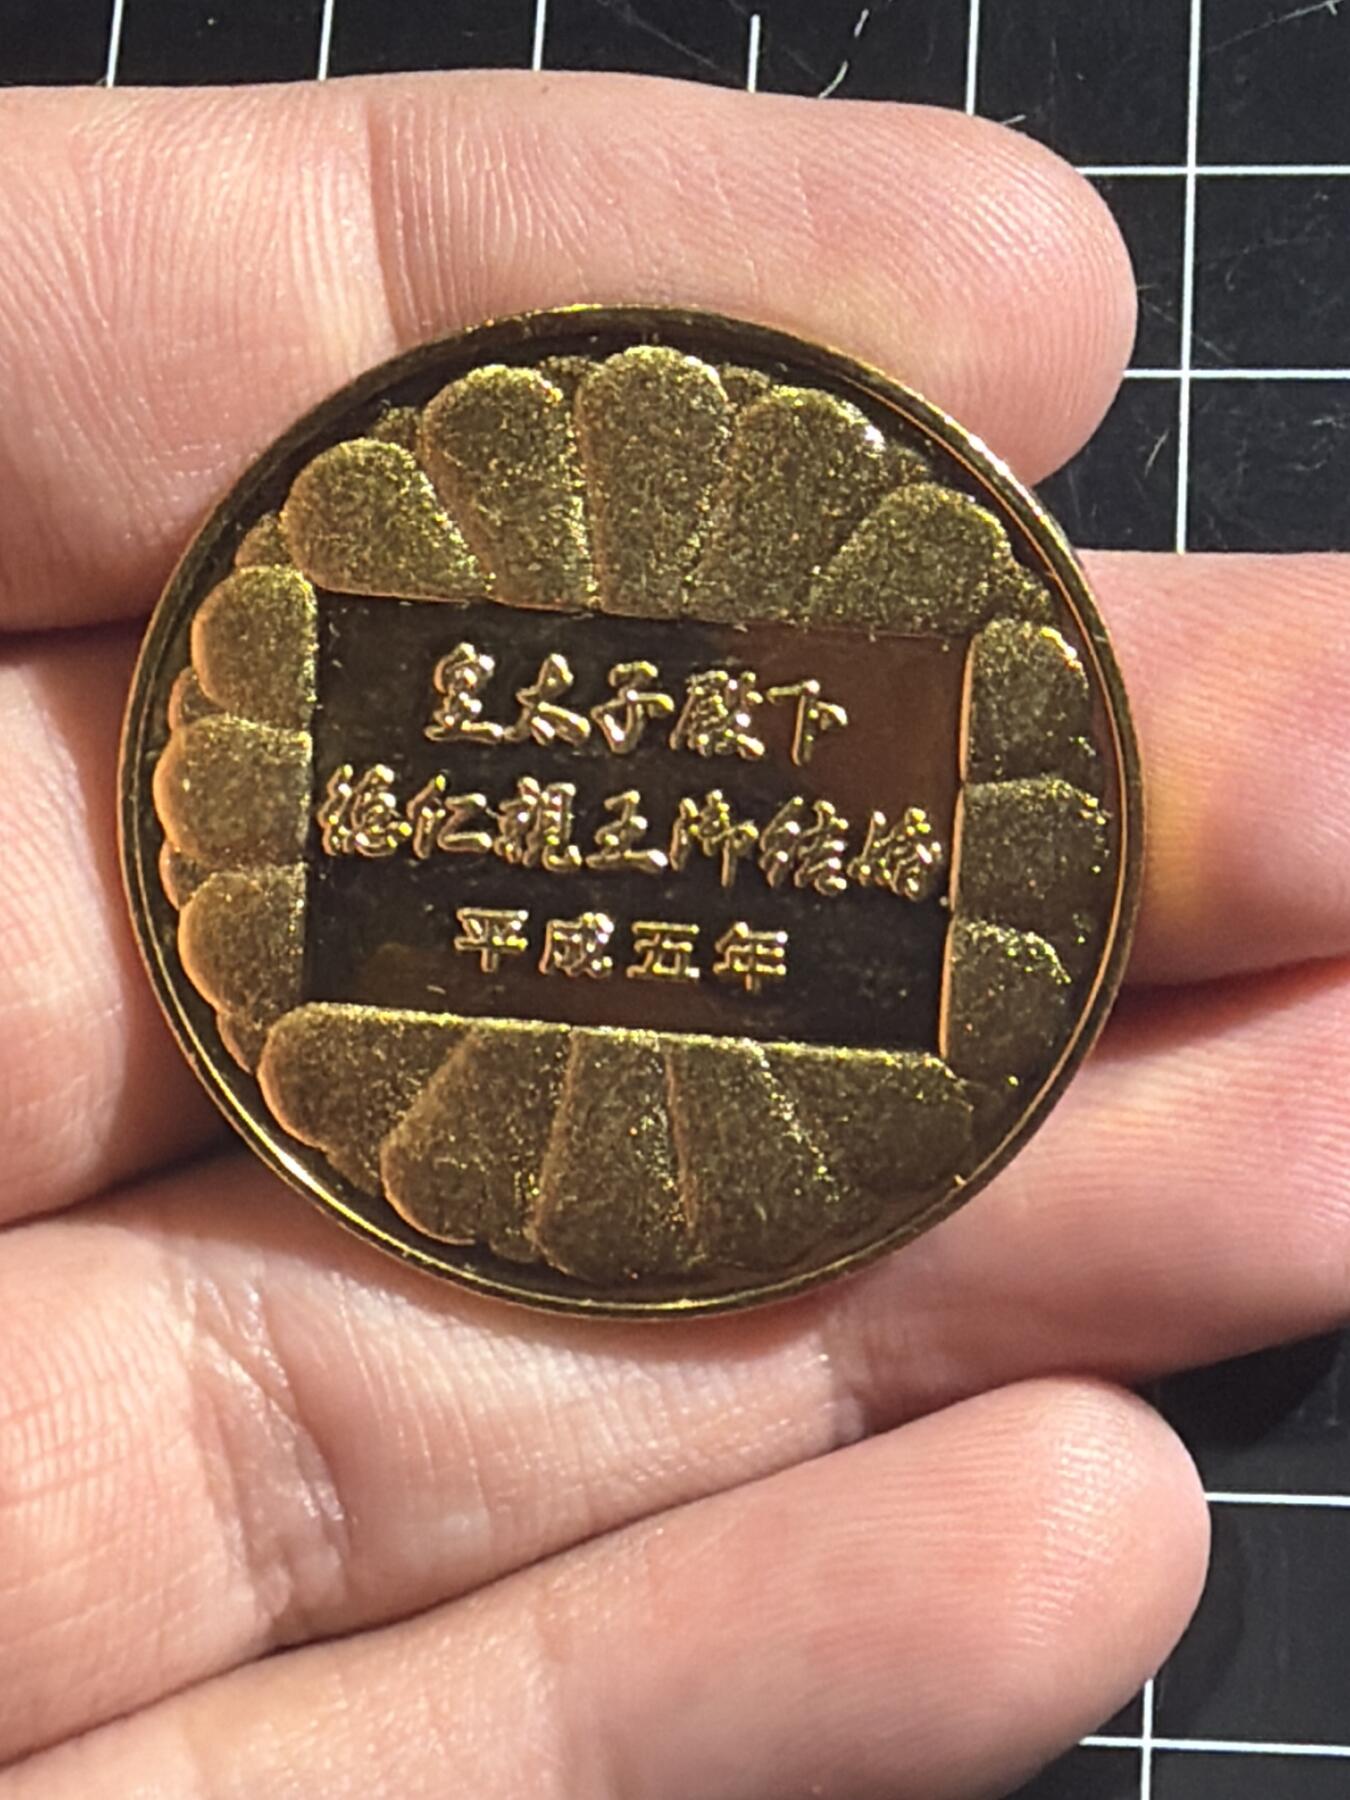 皇太子殿下
徳仁親王御結婚
平成五年